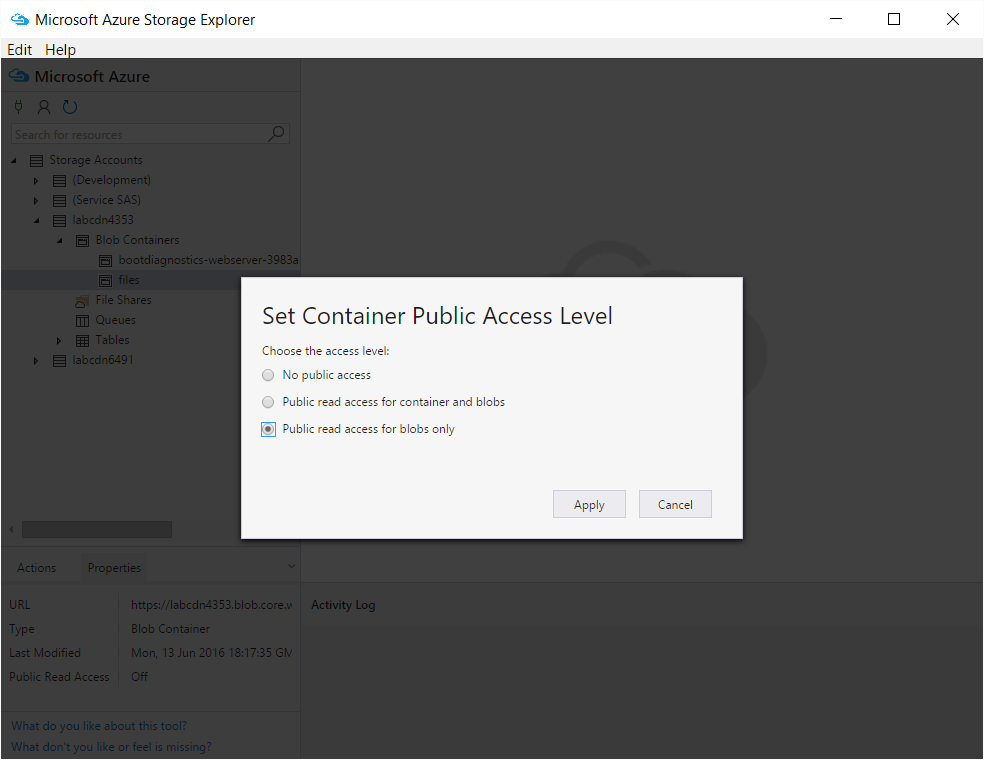 Microsoft Azure Storage Explorer
Edit Help
Microsoft Azure
Search for resources
Storage Accounts
(Development)
(Service SAS)
labcdn4353
Blob Containers
bootdiagnostics-webserver-3983a
files
File Shares
Queues
Tables
labcdn6491
Set Container Public Access Level
Choose the access level:
No public access
Public read access for container and blobs
Public read access for blobs only
Apply Cancel
Actions Properties
URL https://labcdn4353.blob.core.w
Type Blob Container
Last Modified Mon, 13 Jun 2016 18:17:35 GM
Public Read Access Off
Activity Log
What do you like about this tool?
What don't you like or feel is missing?